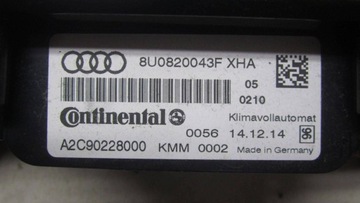 8U0820043F XHA
05
0210
Continental
Klimavollautomat
0056 14.12.14
A2C90228000 KMM 0002 Made in Germany